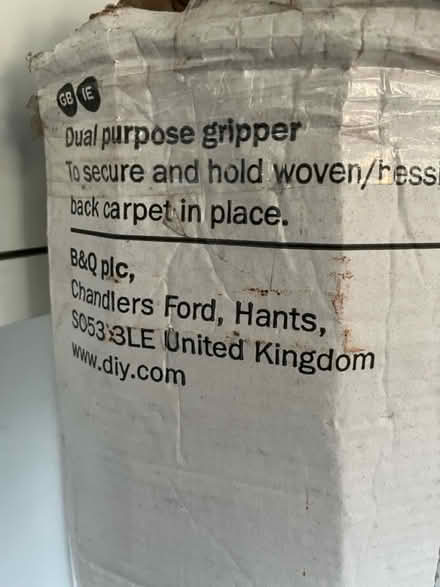 GB IE
Dual purpose gripper
To secure and hold woven/hessi
back carpet in place.
B&Q plc,
Chandlers Ford, Hants,
SO53 3LE United Kingdom
www.diy.com